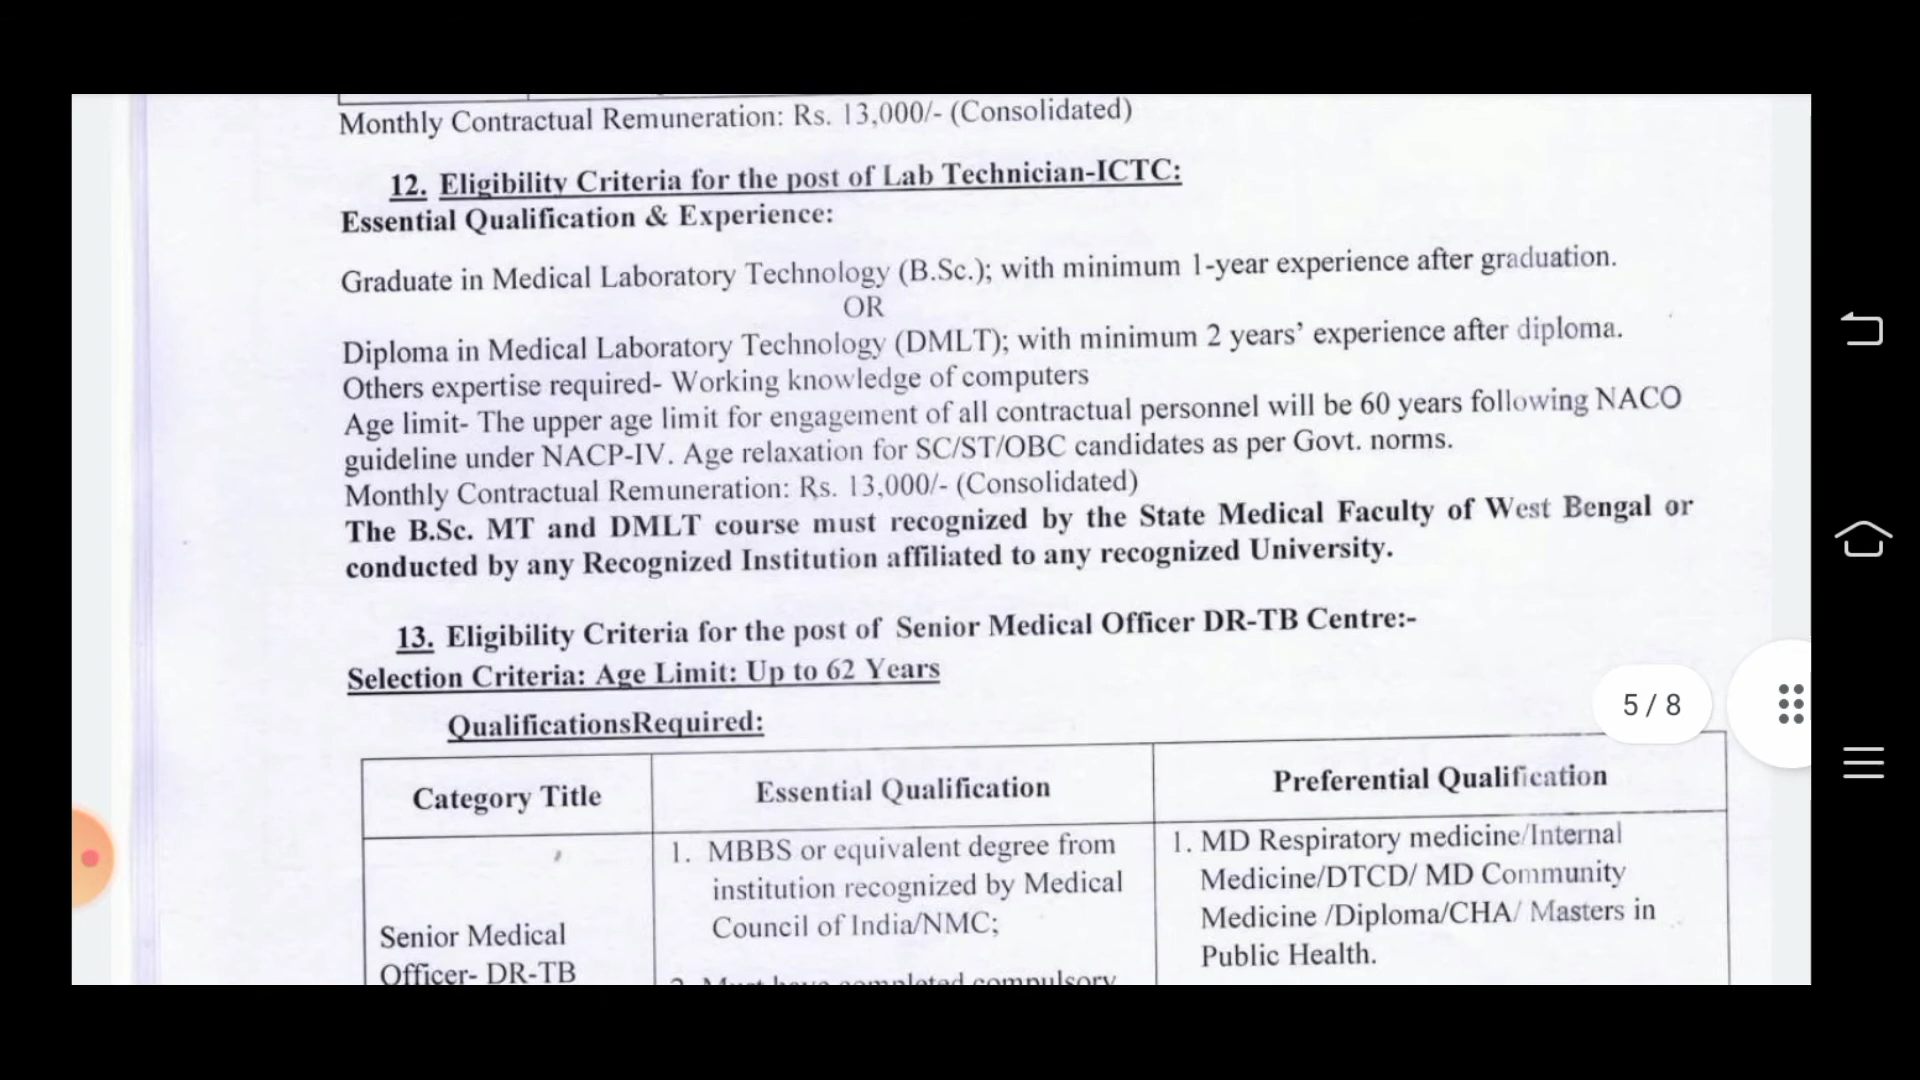 Monthly Contractual Remuneration: Rs. 13,000/- (Consolidated)
12. Eligibility Criteria for the post of Lab Technician-ICTC:
Essential Qualification & Experience:
Graduate in Medical Laboratory Technology (B.Sc.); with minimum 1-year experience after graduation.
OR
Diploma in Medical Laboratory Technology (DMLT); with minimum 2 years' experience after diploma.
Others expertise required- Working knowledge of computers
Age limit- The upper age limit for engagement of all contractual personnel will be 60 years following NACO
guideline under NACP-IV. Age relaxation for SC/ST/OBC candidates as per Govt. norms.
Monthly Contractual Remuneration: Rs. 13,000/- (Consolidated)
The B.Sc. MT and DMLT course must recognized by the State Medical Faculty of West Bengal or
conducted by any Recognized Institution affiliated to any recognized University.
13. Eligibility Criteria for the post of Senior Medical Officer DR-TB Centre:-
Selection Criteria: Age Limit: Up to 62 Years
5 / 8
QualificationsRequired:
Category Title
Essential Qualification
Preferential Qualification
Senior Medical
Officer- DR-TB
1. MBBS or equivalent degree from
institution recognized by Medical
Council of India/NMC;
2. Must have completed compulsory
1. MD Respiratory medicine/Internal
Medicine/DTCD/ MD Community
Medicine /Diploma/CHA/ Masters in
Public Health.